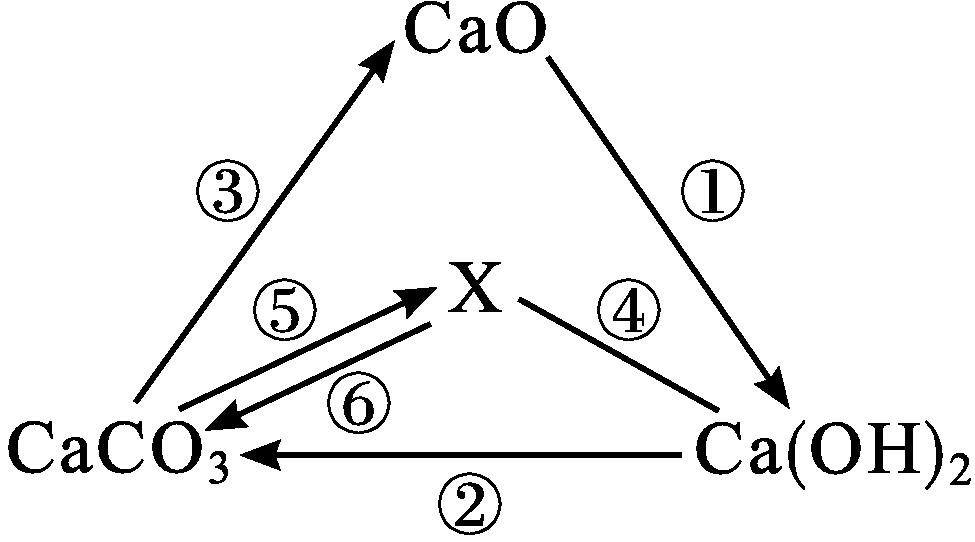 CaO
③ ①
X
⑤ ④
⑥
CaCO₃ Ca(OH)₂
②